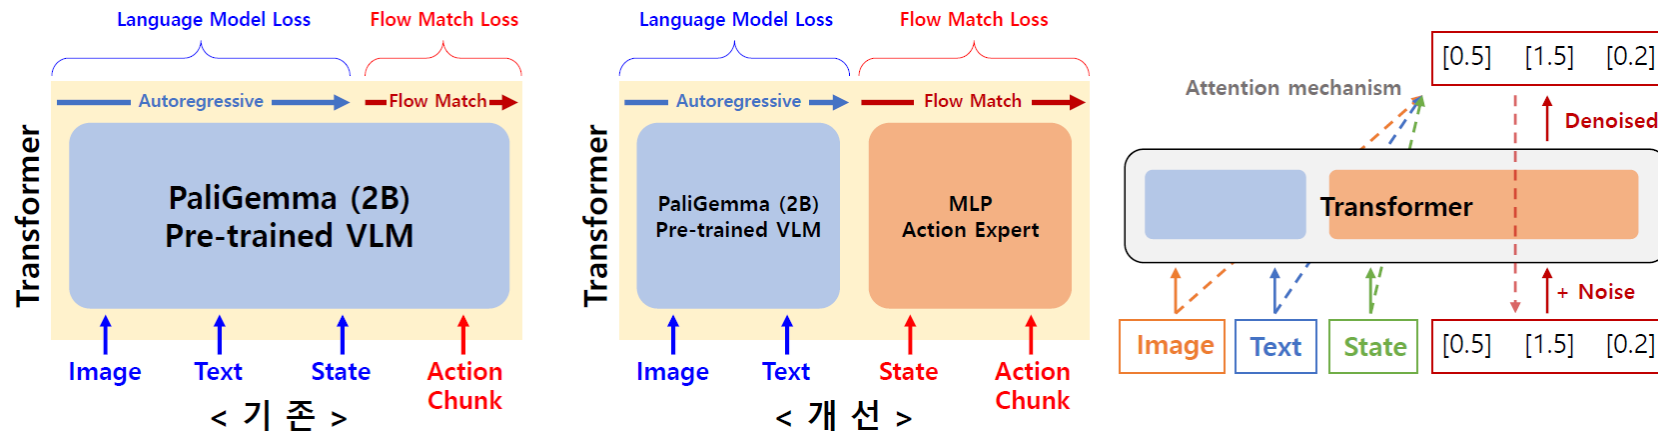 Language Model Loss
Flow Match Loss
Autoregressive
Flow Match
Transformer
PaliGemma (2B)
Pre-trained VLM
Image
Text
State
Action
Chunk
< 기 존 >
Language Model Loss
Flow Match Loss
Autoregressive
Flow Match
Transformer
PaliGemma (2B)
Pre-trained VLM
MLP
Action Expert
Image
Text
State
Action
Chunk
< 개 선 >
[0.5] [1.5] [0.2]
Attention mechanism
Denoised
Transformer
+ Noise
Image
Text
State
[0.5] [1.5] [0.2]